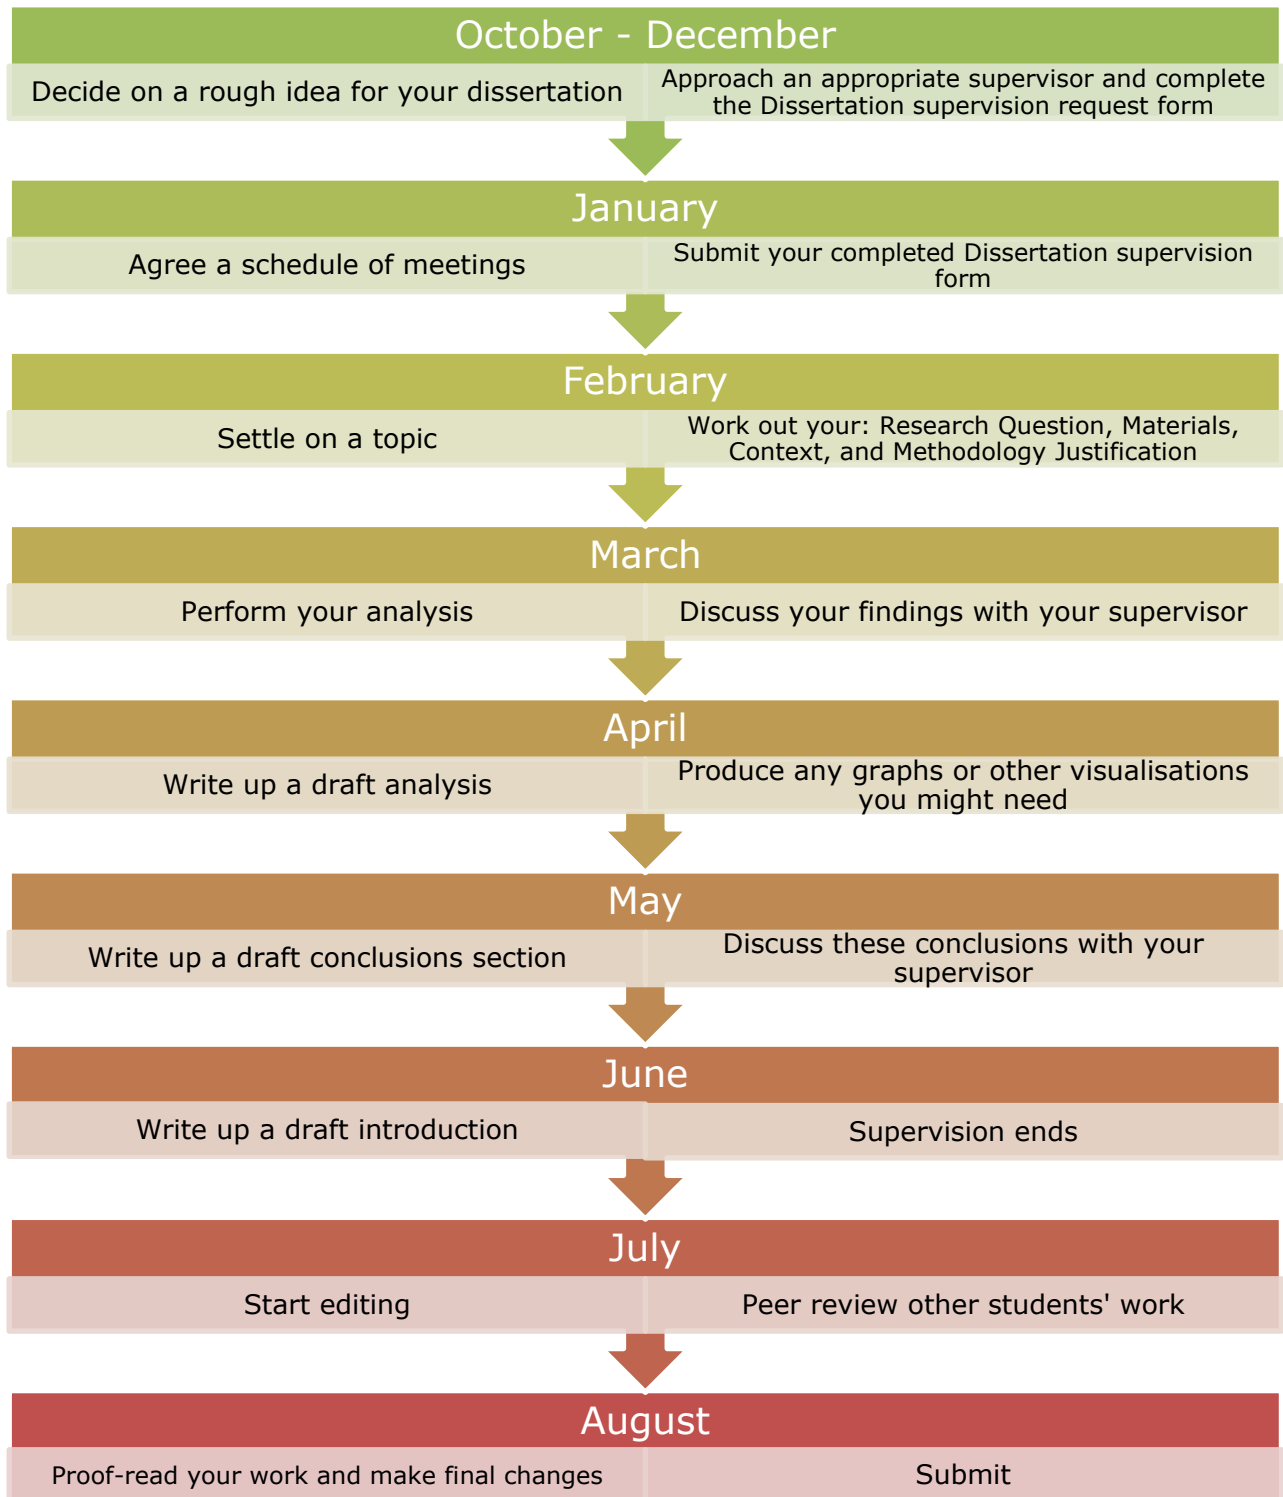 October - December
Decide on a rough idea for your dissertation
Approach an appropriate supervisor and complete
the Dissertation supervision request form
January
Agree a schedule of meetings
Submit your completed Dissertation supervision
form
February
Settle on a topic
Work out your: Research Question, Materials,
Context, and Methodology Justification
March
Perform your analysis
Discuss your findings with your supervisor
April
Write up a draft analysis
Produce any graphs or other visualisations
you might need
May
Write up a draft conclusions section
Discuss these conclusions with your
supervisor
June
Write up a draft introduction
Supervision ends
July
Start editing
Peer review other students' work
August
Proof-read your work and make final changes
Submit